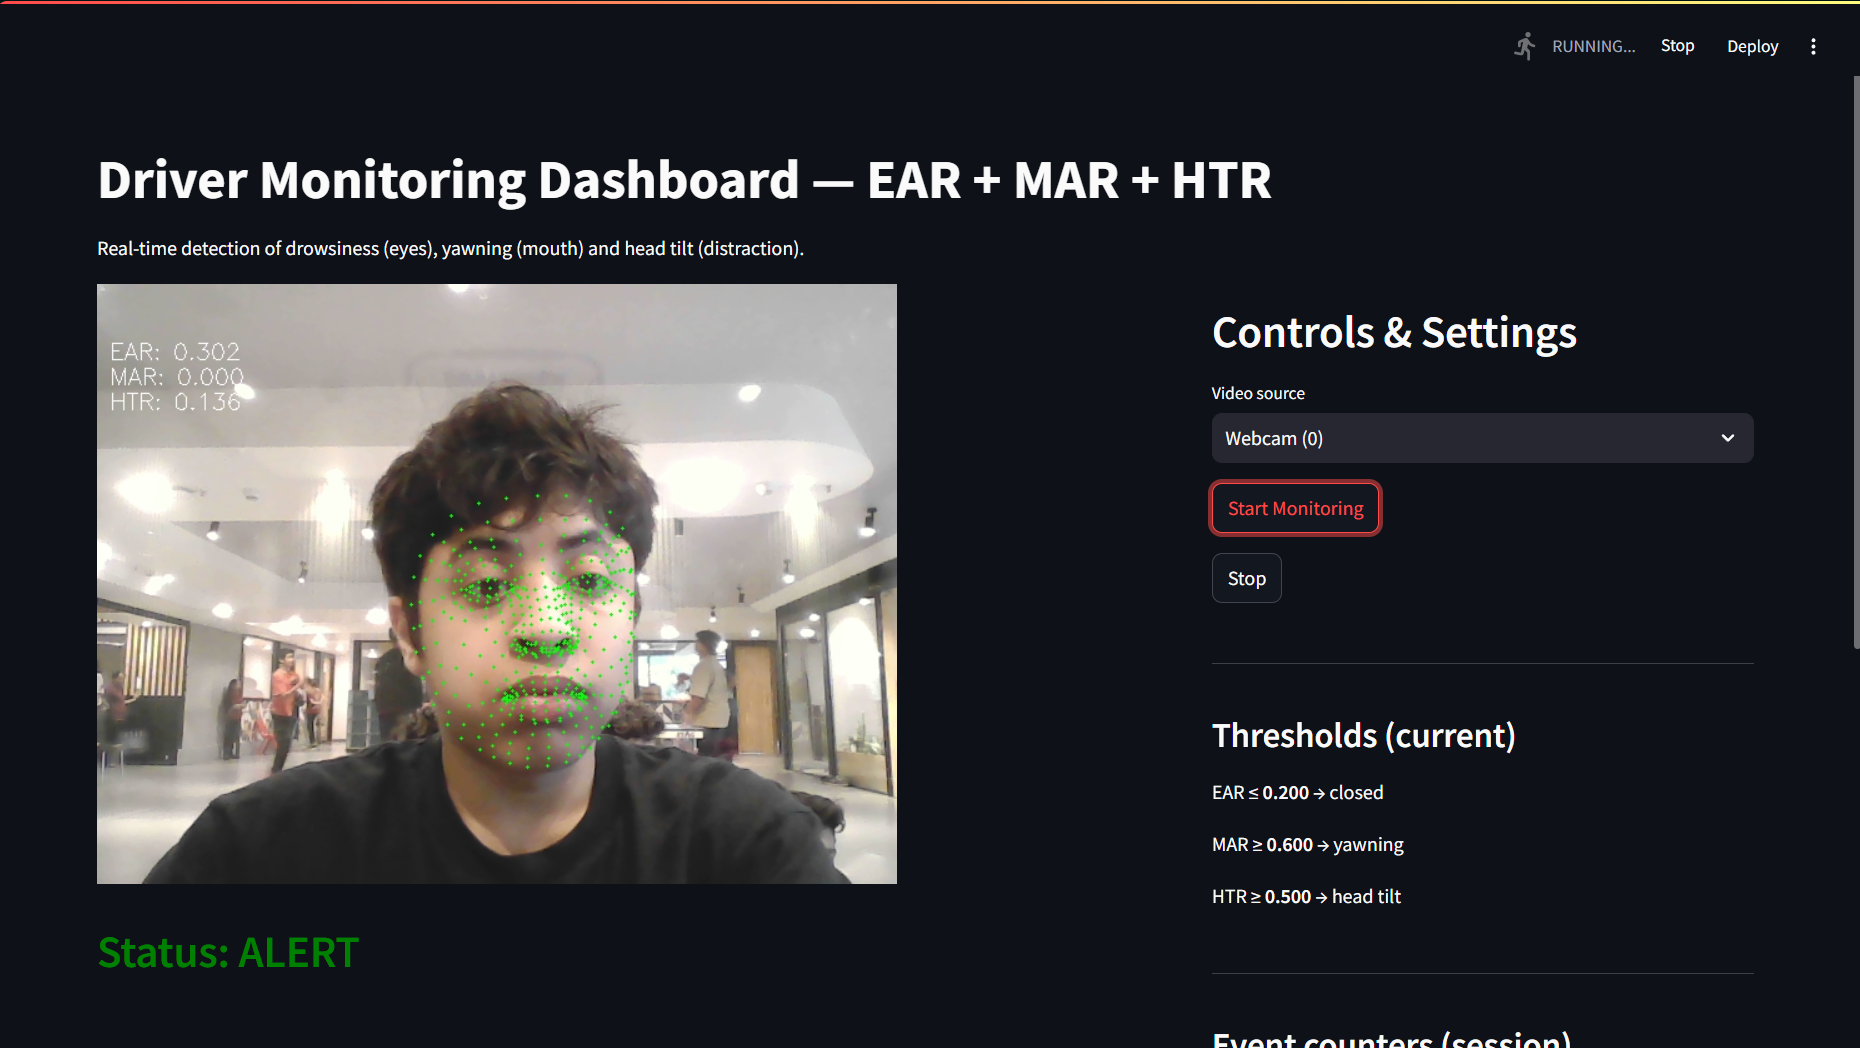 RUNNING...
Stop
Deploy
Driver Monitoring Dashboard — EAR + MAR + HTR
Real-time detection of drowsiness (eyes), yawning (mouth) and head tilt (distraction).
EAR: 0.302
MAR: 0.000
HTR: 0.136
Status: ALERT
Controls & Settings
Video source
Webcam (0)
Start Monitoring
Stop
Thresholds (current)
EAR ≤ 0.200 → closed
MAR ≥ 0.600 → yawning
HTR ≥ 0.500 → head tilt
Event counters (session)